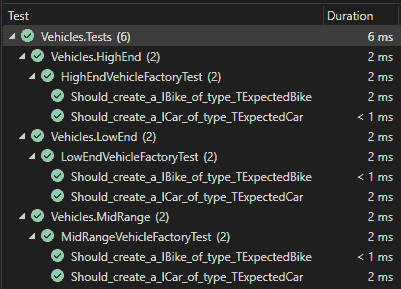 Test Duration
Vehicles.Tests (6) 6 ms
Vehicles.HighEnd (2) 2 ms
HighEndVehicleFactoryTest (2) 2 ms
Should_create_a_IBike_of_type_TExpectedBike 2 ms
Should_create_a_ICar_of_type_TExpectedCar < 1 ms
Vehicles.LowEnd (2) 2 ms
LowEndVehicleFactoryTest (2) 2 ms
Should_create_a_IBike_of_type_TExpectedBike < 1 ms
Should_create_a_ICar_of_type_TExpectedCar 2 ms
Vehicles.MidRange (2) 2 ms
MidRangeVehicleFactoryTest (2) 2 ms
Should_create_a_IBike_of_type_TExpectedBike < 1 ms
Should_create_a_ICar_of_type_TExpectedCar 2 ms